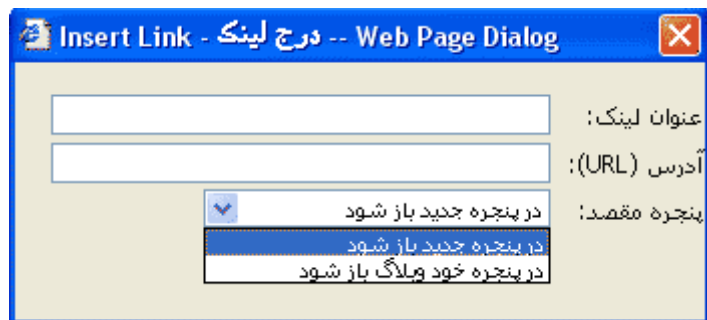 Insert Link - درج لینک -- Web Page Dialog
عنوان لینک:
آدرس (URL):
پنجره مقصد: در پنجره جدید باز شود
در پنجره جدید باز شود
در پنجره خود وبلاگ باز شود